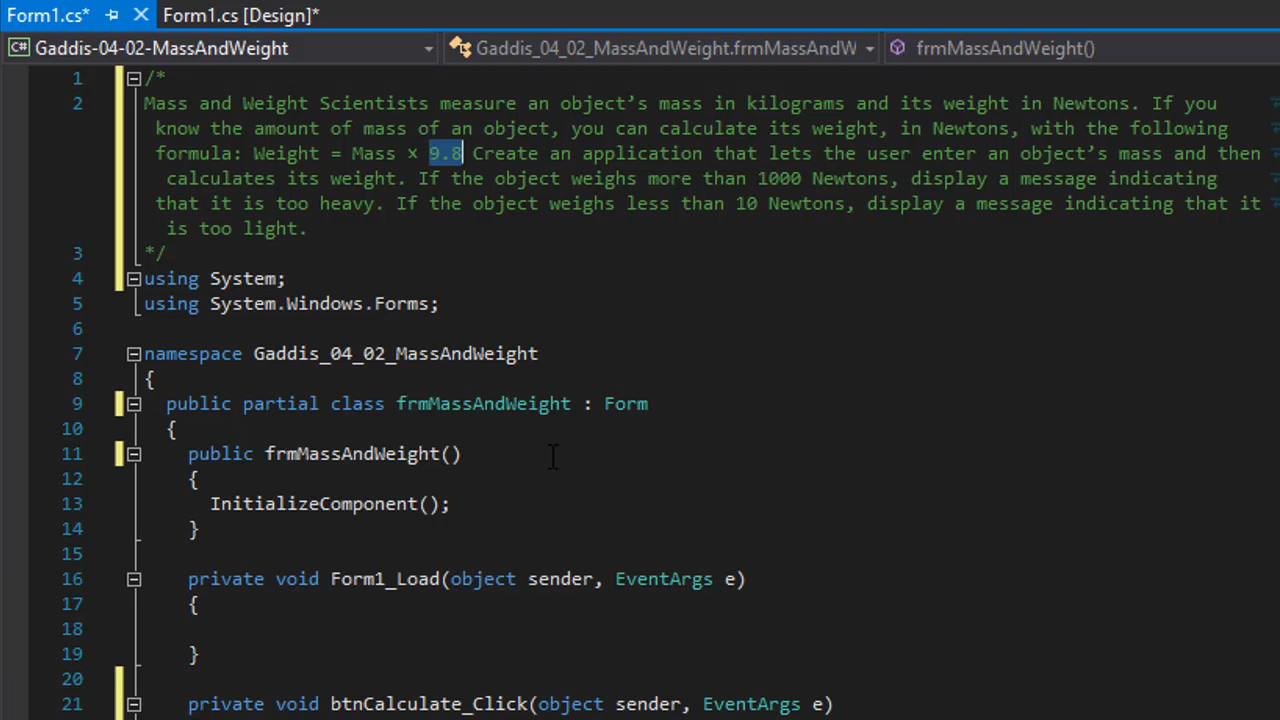 Form1.cs* Form1.cs [Design]*
C# Gaddis-04-02-MassAndWeight Gaddis_04_02_MassAndWeight.frmMassAndW frmMassAndWeight()
1 /*
2 Mass and Weight Scientists measure an object’s mass in kilograms and its weight in Newtons. If you
know the amount of mass of an object, you can calculate its weight, in Newtons, with the following
formula: Weight = Mass × 9.8 Create an application that lets the user enter an object’s mass and then
calculates its weight. If the object weighs more than 1000 Newtons, display a message indicating
that it is too heavy. If the object weighs less than 10 Newtons, display a message indicating that it
is too light.
3 */
4 using System;
5 using System.Windows.Forms;
6
7 namespace Gaddis_04_02_MassAndWeight
8 {
9 public partial class frmMassAndWeight : Form
10 {
11 public frmMassAndWeight()
12 {
13 InitializeComponent();
14 }
15
16 private void Form1_Load(object sender, EventArgs e)
17 {
18
19 }
20
21 private void btnCalculate_Click(object sender, EventArgs e)